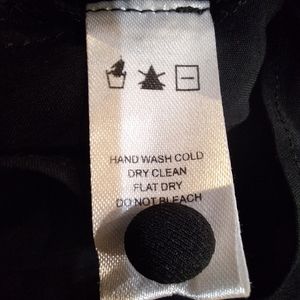 HAND WASH COLD
DRY CLEAN
FLAT DRY
DO NOT BLEACH